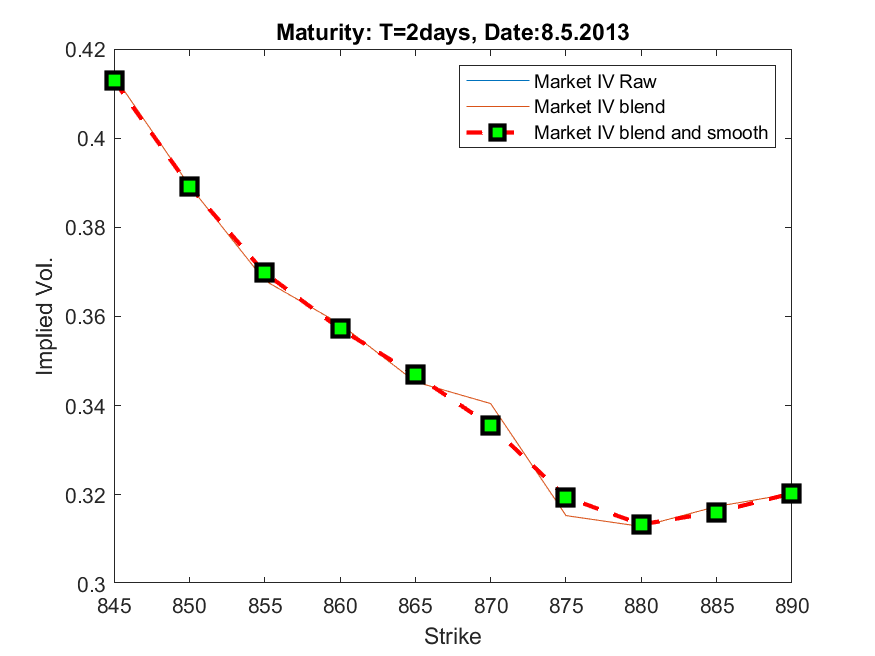 Maturity: T=2days, Date:8.5.2013
Market IV Raw
Market IV blend
Market IV blend and smooth
Implied Vol.
0.42
0.4
0.38
0.36
0.34
0.32
0.3
845 850 855 860 865 870 875 880 885 890
Strike